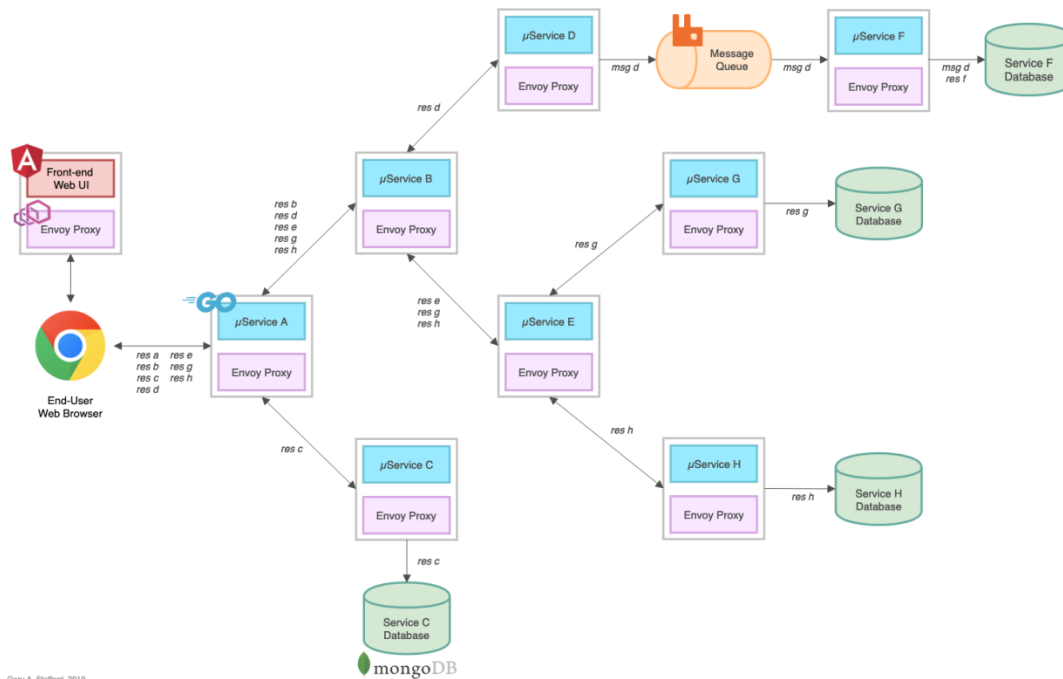 µService D
Envoy Proxy
msg d
Message
Queue
msg d
µService F
Envoy Proxy
msg d
res f
Service F
Database
res d
A
Front-end
Web UI
Envoy Proxy
µService B
Envoy Proxy
µService G
Envoy Proxy
res g
Service G
Database
res b
res d
res e
res g
res h
res g
GO
µService A
Envoy Proxy
res e
res g
res h
µService E
Envoy Proxy
res a res e
res b res g
res c res h
res d
End-User
Web Browser
res c
res h
µService C
Envoy Proxy
µService H
Envoy Proxy
res h
Service H
Database
res c
Service C
Database
mongoDB